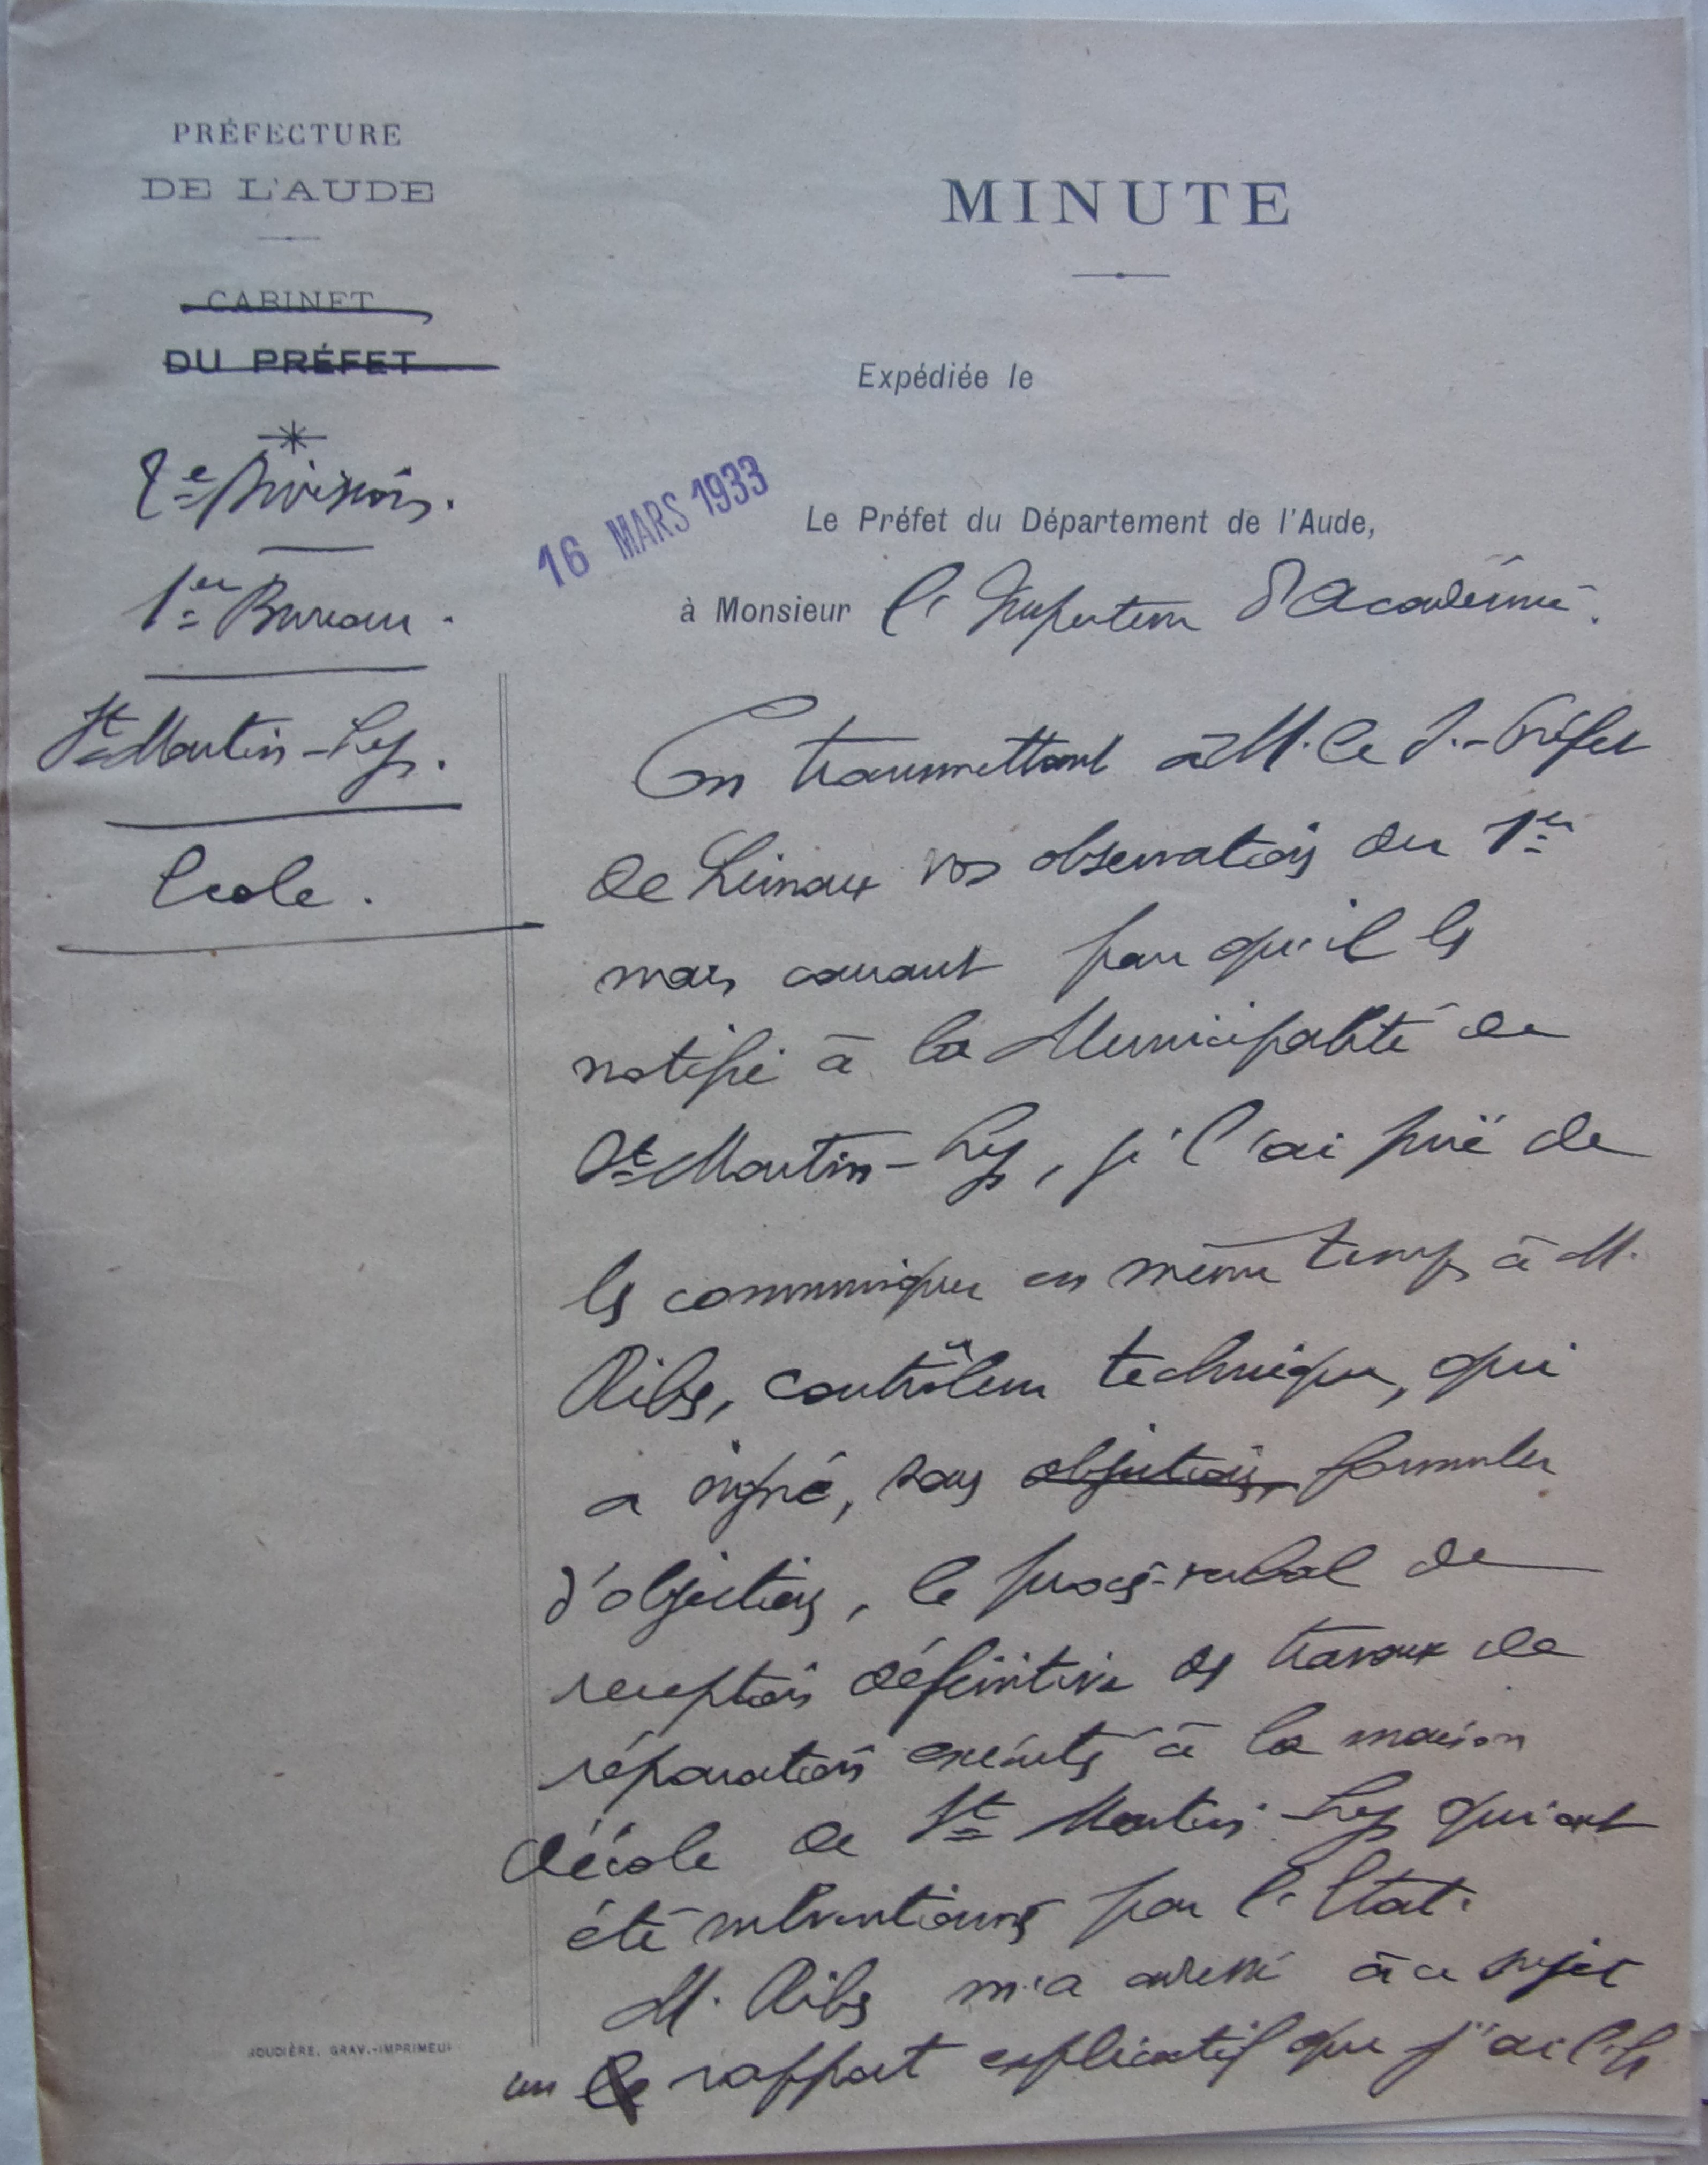 PRÉFECTURE
DE L'AUDE
CABINET
DU PRÉFET
2e Division.
1er Bureau.
St Martin-Lys.
Ecole.
MINUTE
Expédiée le
16 MARS 1933
Le Préfet du Département de l'Aude,
à Monsieur l'Inspecteur d'Académie.
En transmettant à M. le S.-Préfet
de Limoux vos observations du 1er
mars courant pour qu'il les
notifie à la Municipalité de
St Martin-Lys, je l'ai prié de
les communiquer en même temps à M.
Ribes, contrôleur technique, qui
a signé, sans objections, formuler
d'objections, le procès-verbal de
réception définitive des travaux de
réparations exécutés à la maison
d'école de St Martin-Lys qui ont
été subventionnés par l'Etat.
M. Ribes m'a adressé à ce sujet
un le rapport explicatif que j'ai l'h
JOUDIÈRE, GRAV.-IMPRIMEUR